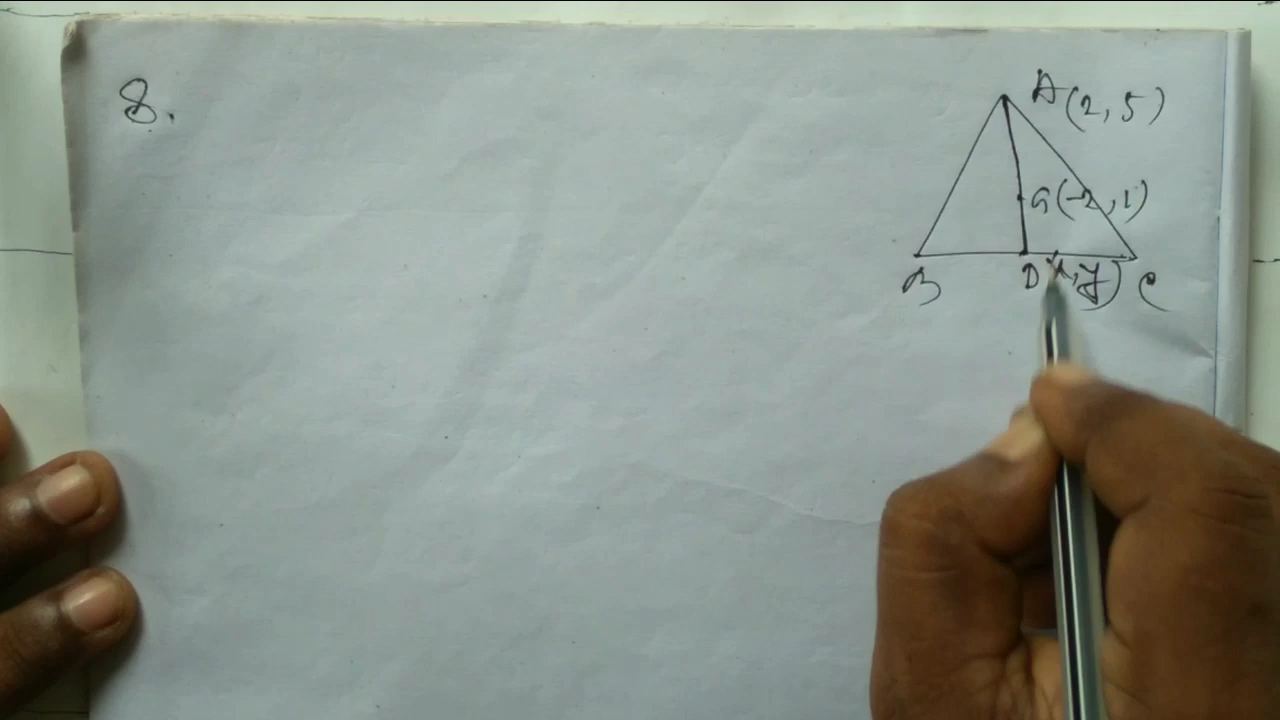 8.
A(2,5)
G(-2,1)
B D(x,y) C